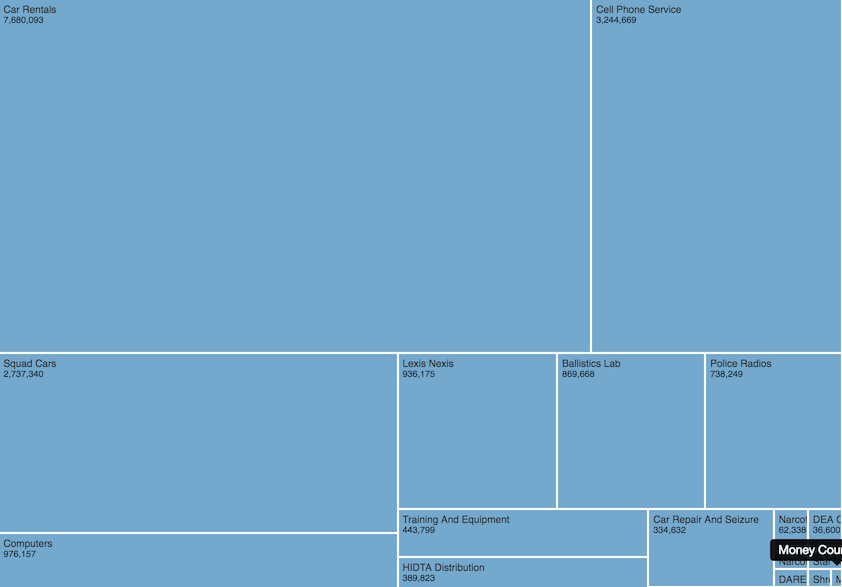 Car Rentals
7,680,093
Cell Phone Service
3,244,669
Squad Cars
2,737,340
Lexis Nexis
936,175
Ballistics Lab
869,668
Police Radios
738,249
Training And Equipment
443,799
Car Repair And Seizure
334,632
Narco
62,338
DEA
36,600
Money Cou
Computers
976,157
HIDTA Distribution
389,823
Narco
DARE
Shr